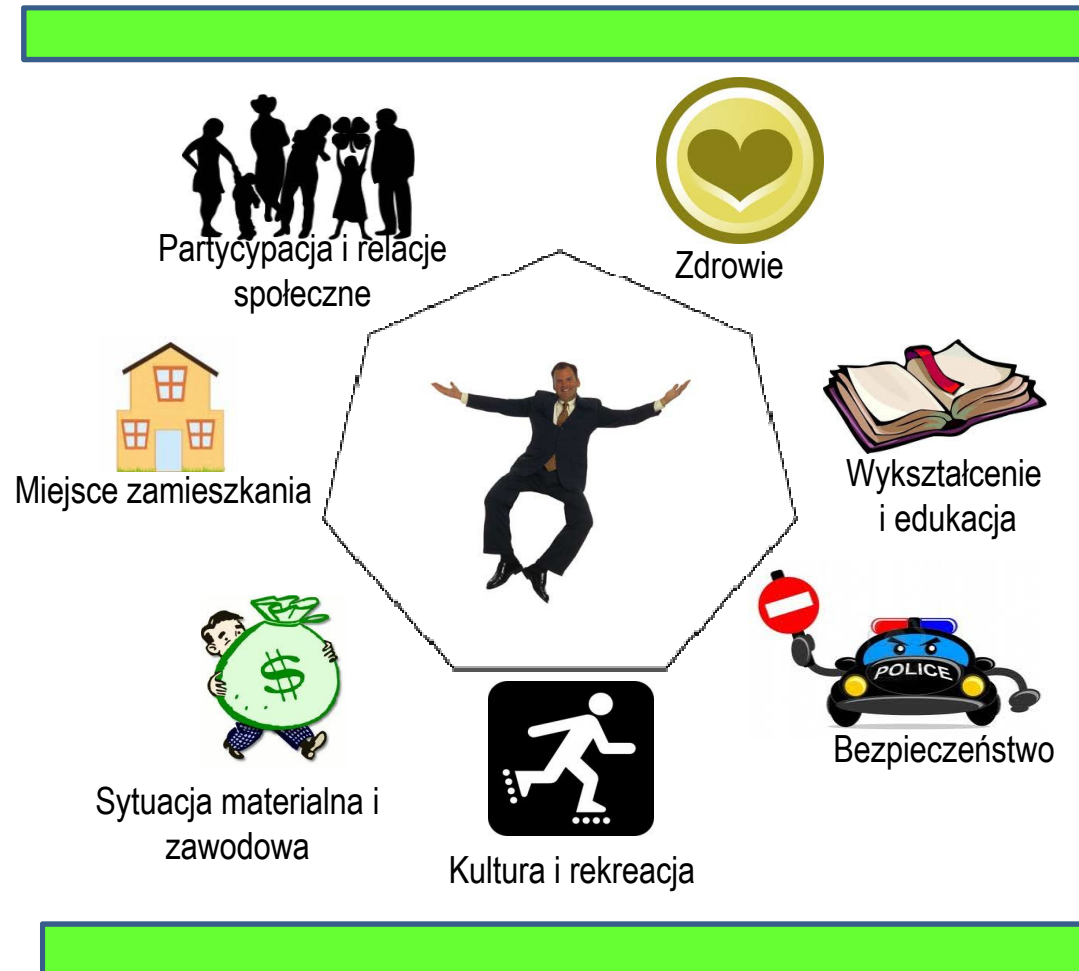 Partycypacja i relacje
społeczne
Zdrowie
Miejsce zamieszkania
Wykształcenie
i edukacja
$
POLICE
Bezpieczeństwo
Sytuacja materialna i
zawodowa
Kultura i rekreacja